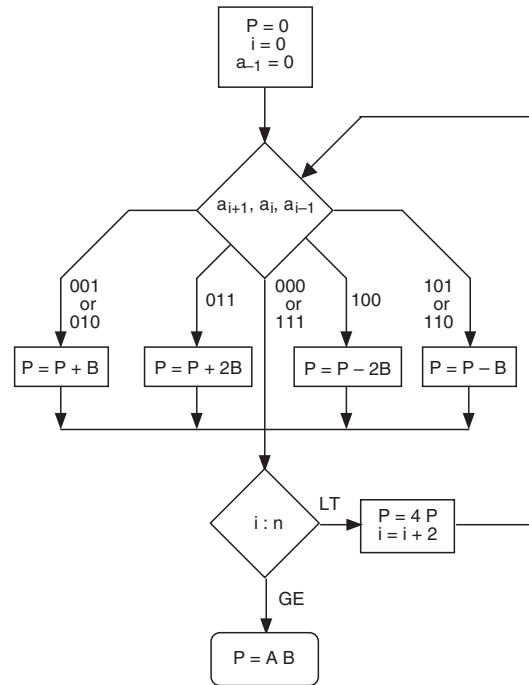 P = 0
i = 0
a₋₁ = 0
aᵢ₊₁, aᵢ, aᵢ₋₁
001
or
010
011
000
or
111
100
101
or
110
P = P + B
P = P + 2B
P = P – 2B
P = P – B
i : n
LT
P = 4 P
i = i + 2
GE
P = A B